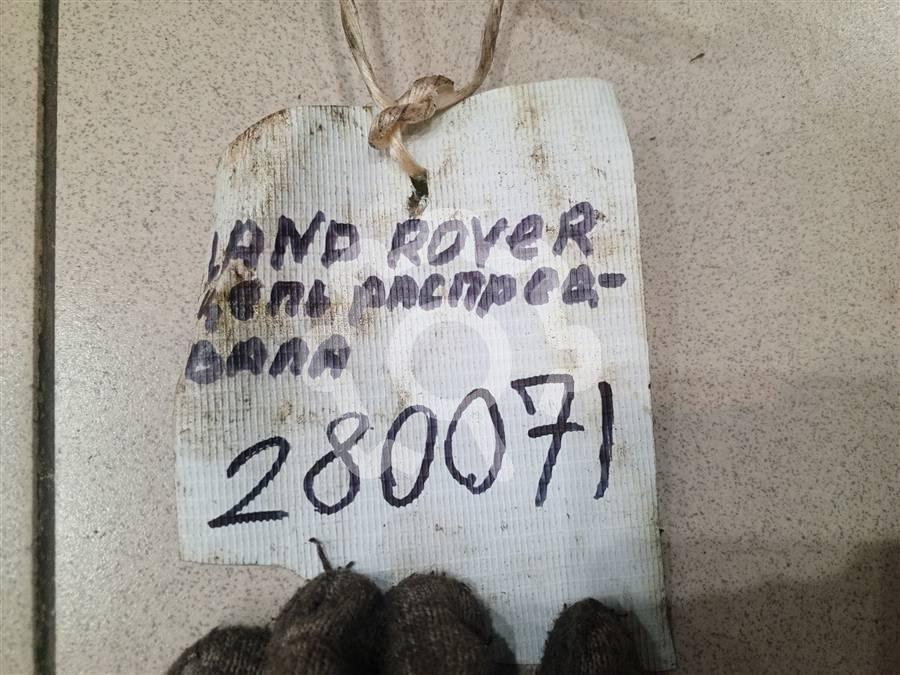 LAND ROVER
цепь распред-
вала
280071